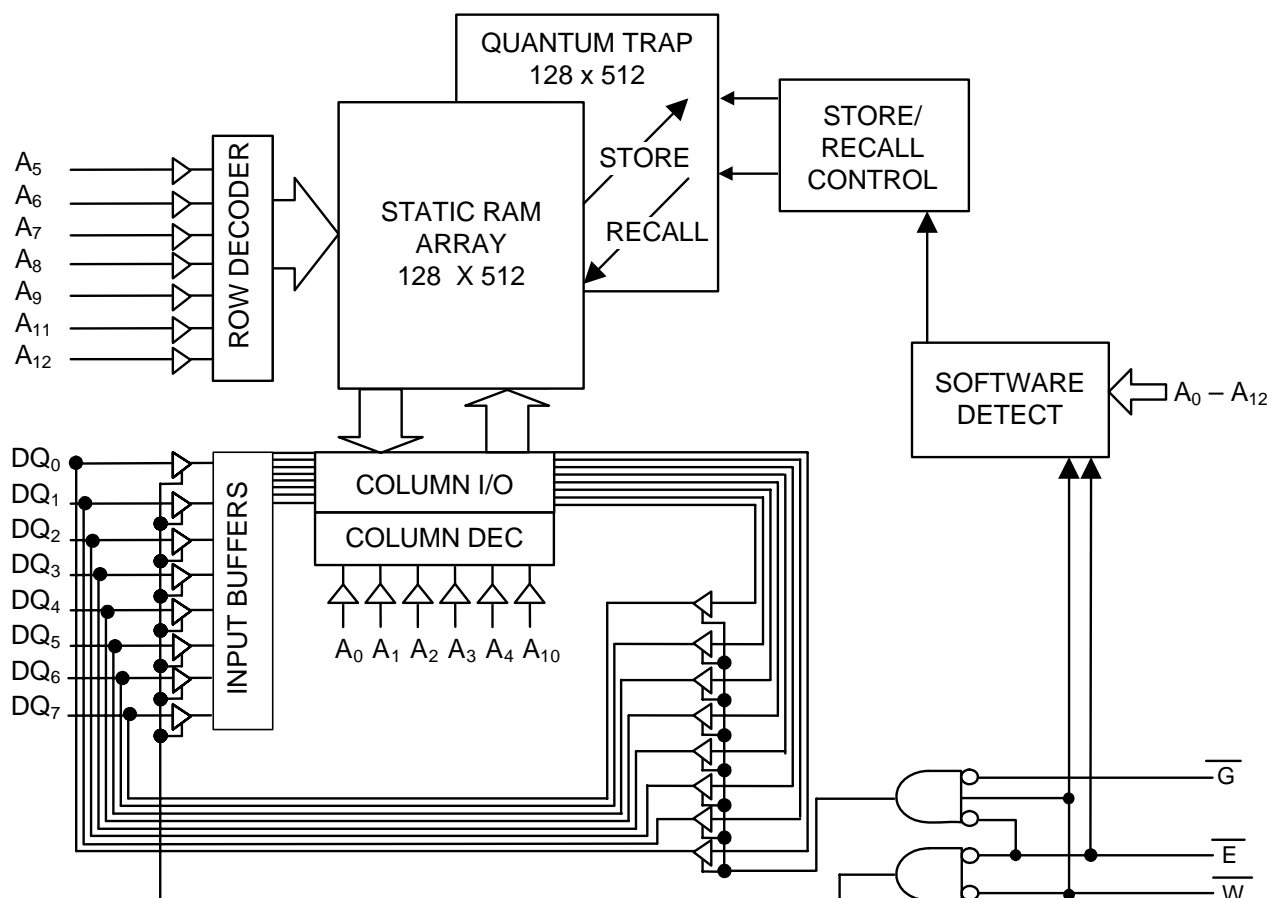 QUANTUM TRAP
128 x 512
STORE/
RECALL
CONTROL
STORE
RECALL
STATIC RAM
ARRAY
128 X 512
A5
A6
A7
A8
A9
A11
A12
ROW DECODER
SOFTWARE
DETECT
A0 – A12
DQ0
DQ1
DQ2
DQ3
DQ4
DQ5
DQ6
DQ7
INPUT BUFFERS
COLUMN I/O
COLUMN DEC
A0 A1 A2 A3 A4 A10
G
E
W